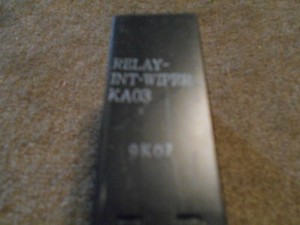 RELAY-
INT-WIPER
KA03